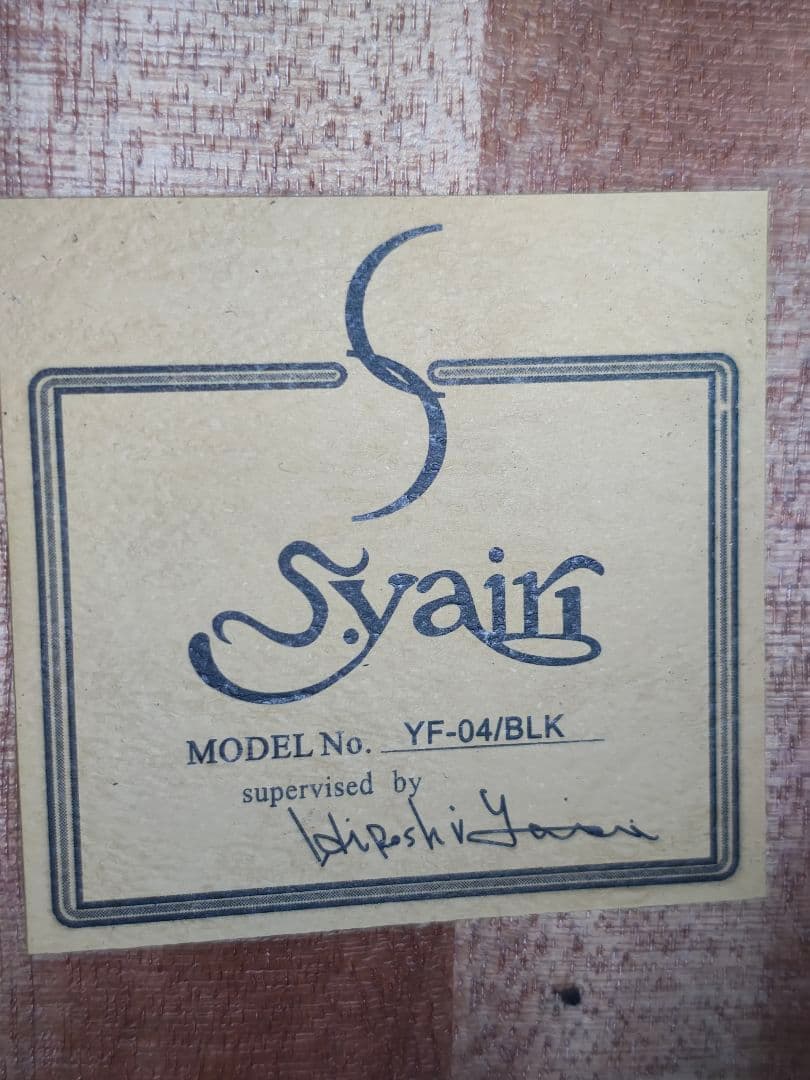 S
S.yairi
MODEL No. YF-04/BLK
supervised by
Hiroshi Yairi